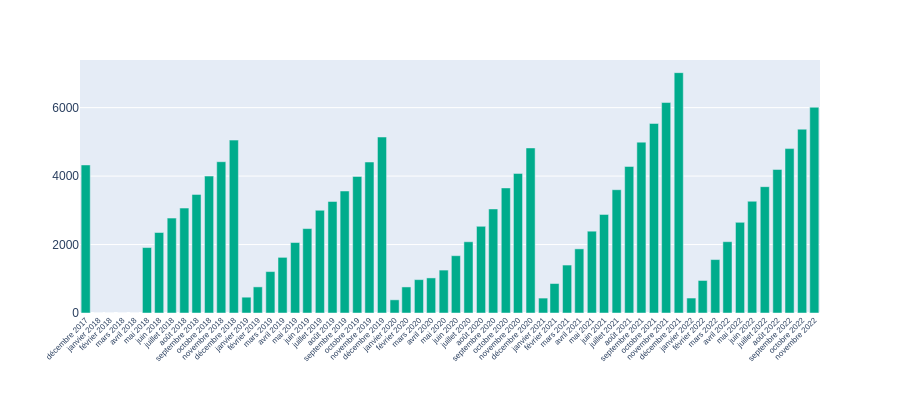 6000
4000
2000
0
décembre 2017
janvier 2018
février 2018
mars 2018
avril 2018
mai 2018
juin 2018
juillet 2018
août 2018
septembre 2018
octobre 2018
novembre 2018
décembre 2018
janvier 2019
février 2019
mars 2019
avril 2019
mai 2019
juin 2019
juillet 2019
août 2019
septembre 2019
octobre 2019
novembre 2019
décembre 2019
janvier 2020
février 2020
mars 2020
avril 2020
mai 2020
juin 2020
juillet 2020
août 2020
septembre 2020
octobre 2020
novembre 2020
décembre 2020
janvier 2021
février 2021
mars 2021
avril 2021
mai 2021
juin 2021
juillet 2021
août 2021
septembre 2021
octobre 2021
novembre 2021
décembre 2021
janvier 2022
février 2022
mars 2022
avril 2022
mai 2022
juin 2022
juillet 2022
août 2022
septembre 2022
octobre 2022
novembre 2022